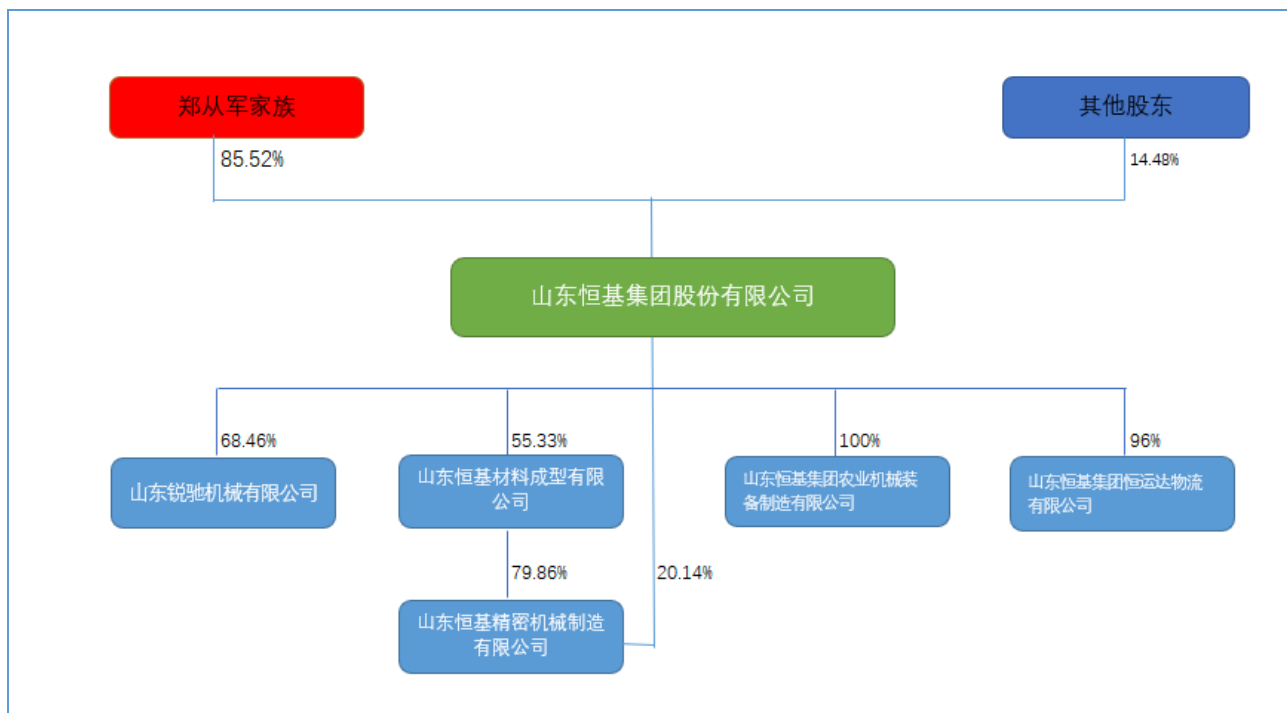 郑从军家族
其他股东
85.52%
14.48%
山东恒基集团股份有限公司
68.46%
55.33%
100%
96%
山东锐驰机械有限公司
山东恒基材料成型有限
公司
山东恒基集团农业机械装
备制造有限公司
山东恒基集团恒运达物流
有限公司
79.86%
20.14%
山东恒基精密机械制造
有限公司